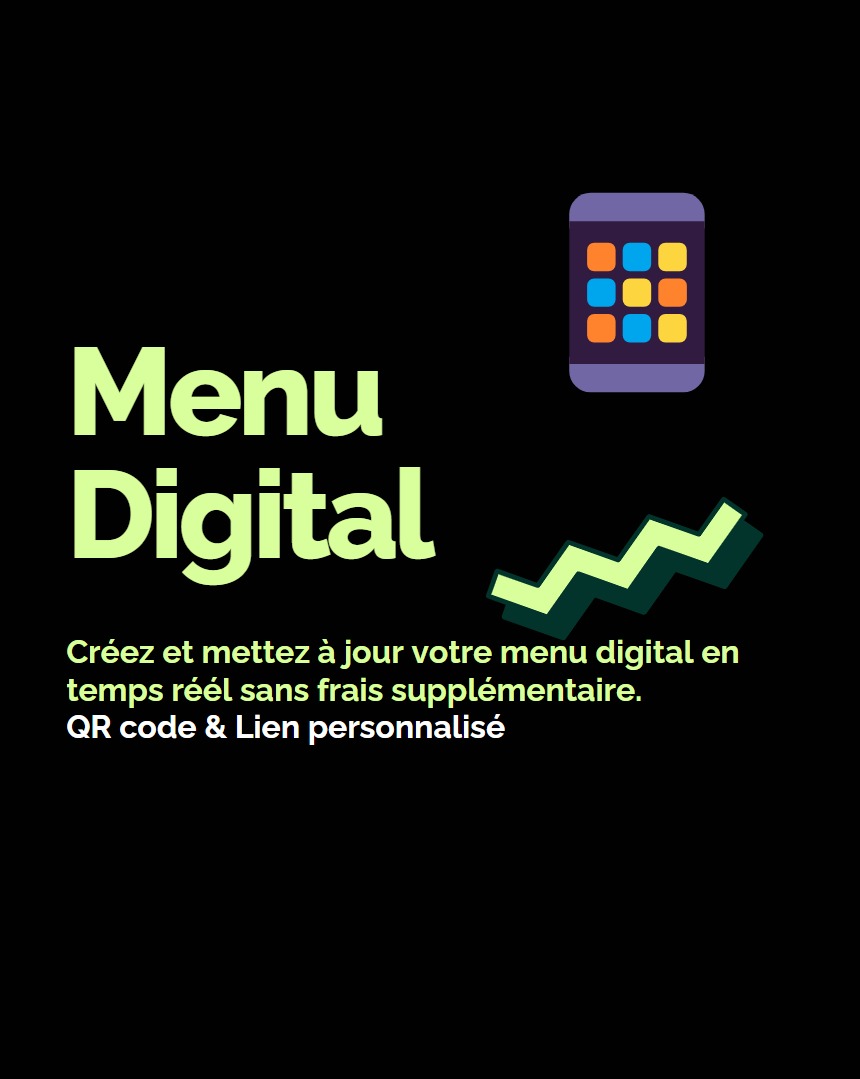 Menu
Digital
Créez et mettez à jour votre menu digital en
temps réél sans frais supplémentaire.
QR code & Lien personnalisé